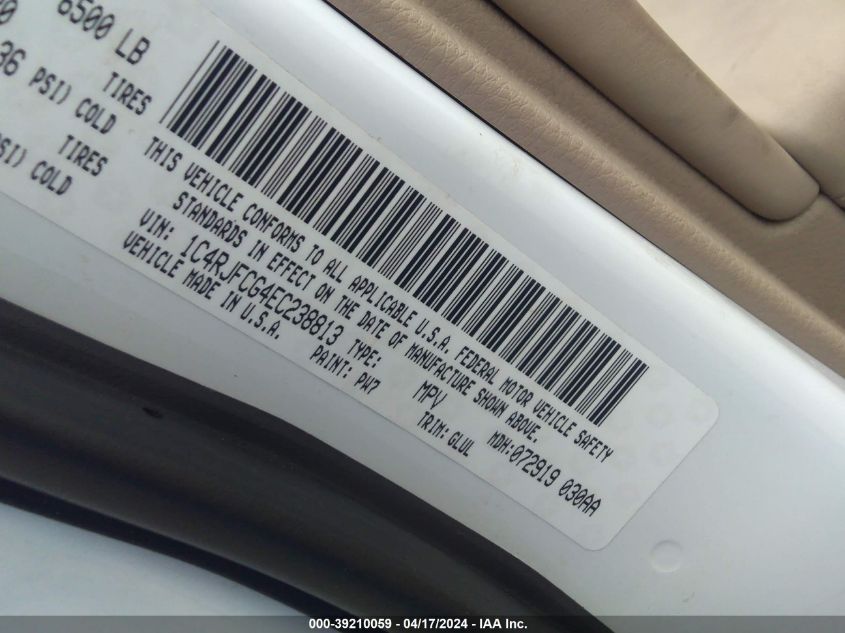 6500 LB
36 PSI) COLD
TIRES
PSI) COLD
TIRES
THIS VEHICLE CONFORMS TO ALL APPLICABLE U.S.A. FEDERAL MOTOR VEHICLE SAFETY
STANDARDS IN EFFECT ON THE DATE OF MANUFACTURE SHOWN ABOVE.
VIN: 1C4RJFCG4EC238813 TYPE: MPV MDH:072919 030AA
VEHICLE MADE IN U.S.A. PAINT: PW7 TRIM: GLUL
000-39210059 - 04/17/2024 - IAA Inc.